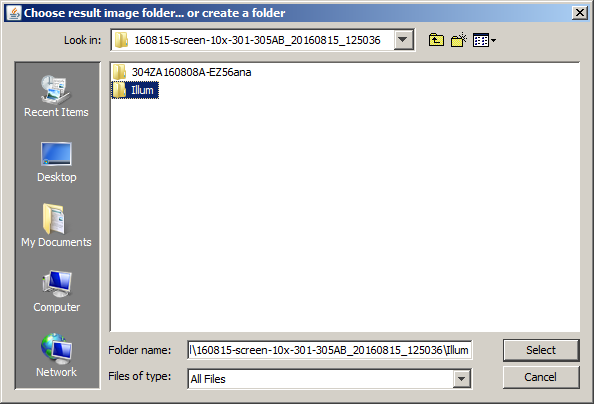 Choose result image folder... or create a folder
Look in: 160815-screen-10x-301-305AB_20160815_125036
304ZA160808A-EZ56ana
Illum
Recent Items
Desktop
My Documents
Computer
Network
Folder name: l\160815-screen-10x-301-305AB_20160815_125036\Illum
Select
Files of type: All Files
Cancel